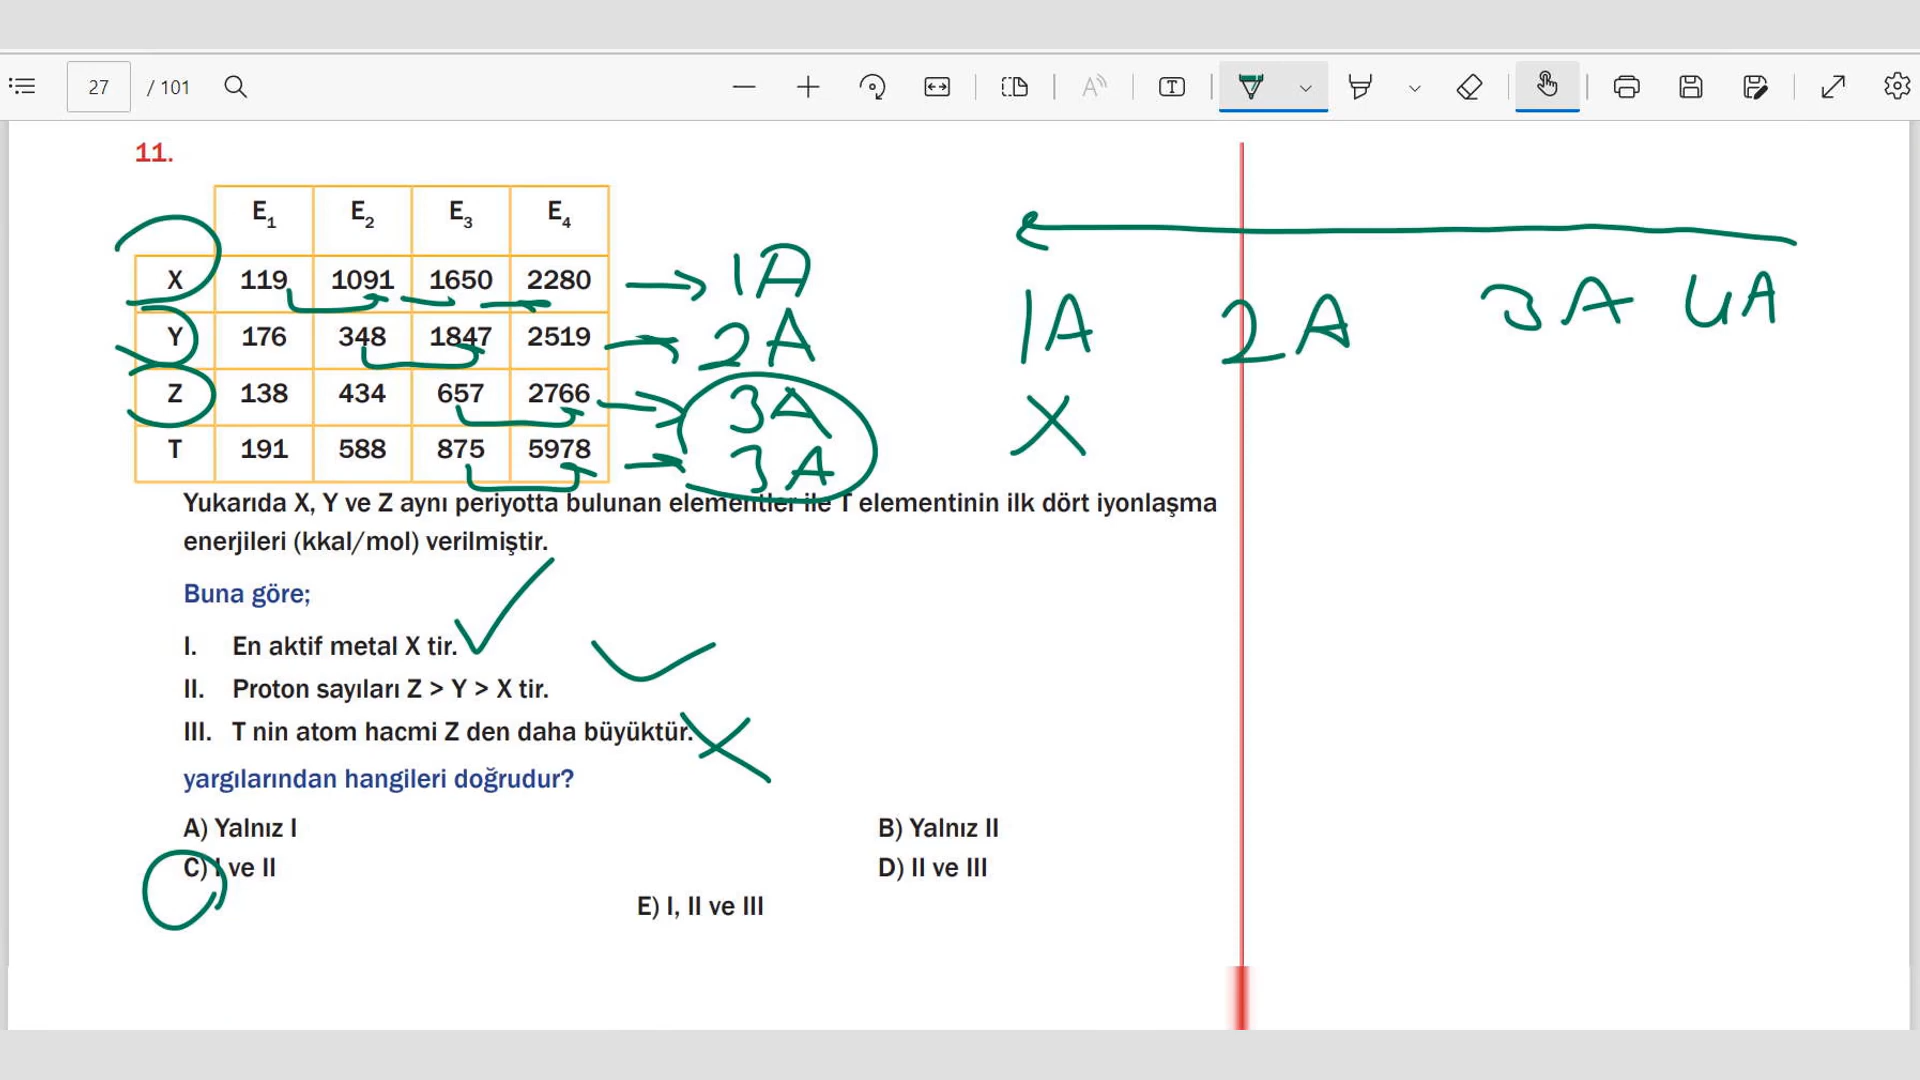 27 / 101
11.
E1 E2 E3 E4
X 119 1091 1650 2280 1A
Y 176 348 1847 2519 2A
Z 138 434 657 2766 3A
T 191 588 875 5978 3A
1A 2A 3A 4A
X
Yukarıda X, Y ve Z aynı periyotta bulunan elementler ile T elementinin ilk dört iyonlaşma
enerjileri (kkal/mol) verilmiştir.
Buna göre;
I. En aktif metal X tir.
II. Proton sayıları Z > Y > X tir.
III. T nin atom hacmi Z den daha büyüktür.
yargılarından hangileri doğrudur?
A) Yalnız I B) Yalnız II
C) I ve II D) II ve III
E) I, II ve III